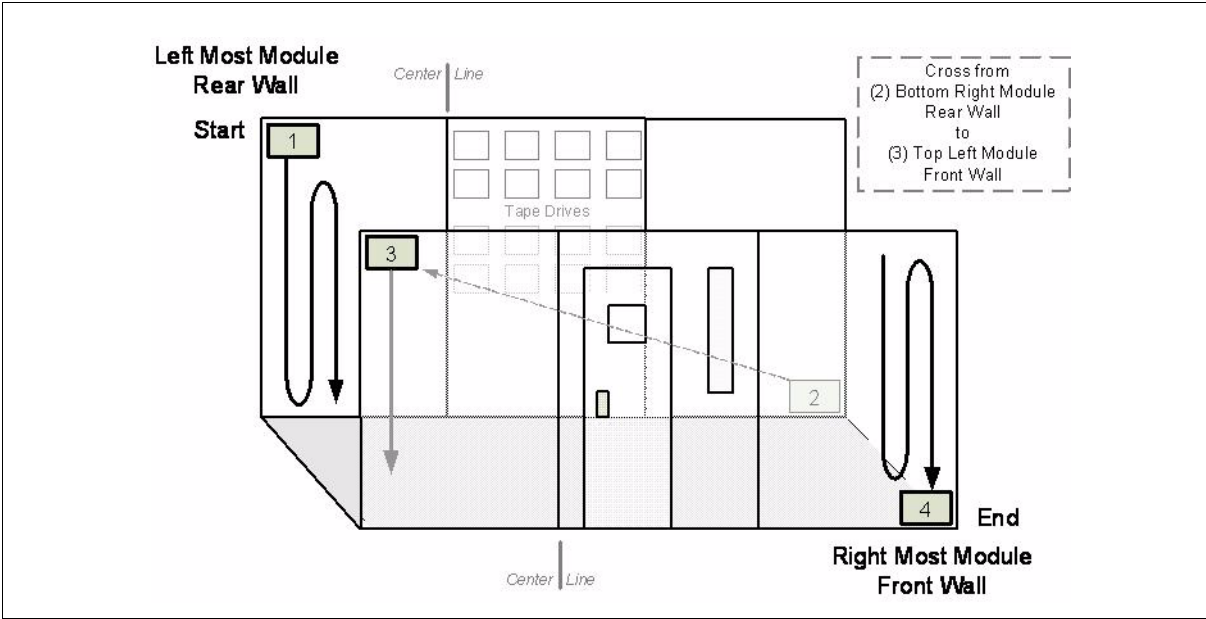 Left Most Module
Rear Wall
Center Line
Cross from
(2) Bottom Right Module
Rear Wall
to
(3) Top Left Module
Front Wall
Start
1
Tape Drives
3
2
4
End
Right Most Module
Front Wall
Center Line